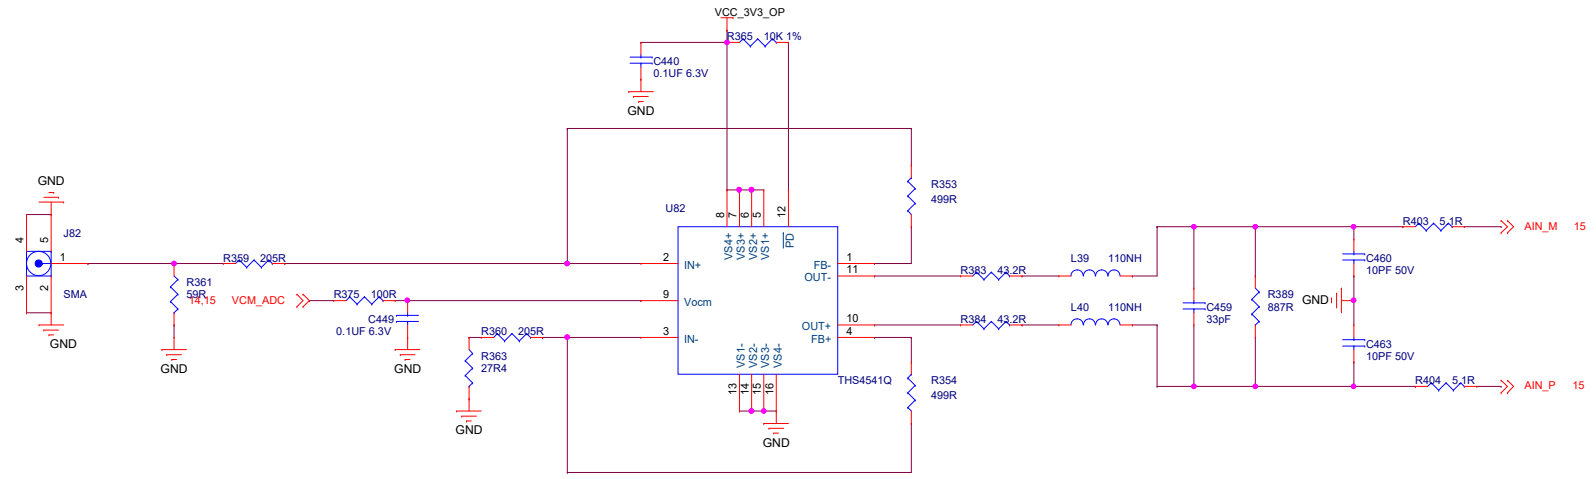 VCC_3V3_OP
R365 10K 1%
C440
0.1UF 6.3V
GND
GND
J82
4
5
1
3
2
SMA
GND
R359 205R
R361
59R
GND
14,15 VCM_ADC
R375 100R
C449
0.1UF 6.3V
GND
R360 205R
R363
27R4
GND
U82
8
7
6
5
12
VS4+
VS3+
VS2+
VS1+
PD
2
IN+
9
Vocm
3
IN-
1
FB-
11
OUT-
10
OUT+
4
FB+
VS1-
VS2-
VS3-
VS4-
13
14
15
16
THS4541Q
GND
R353
499R
R354
499R
R383 43.2R
L39 110NH
R384 43.2R
L40 110NH
C459
33pF
R389
887R
C460
10PF 50V
GND
C463
10PF 50V
R403 5.1R
AIN_M 15
R404 5.1R
AIN_P 15